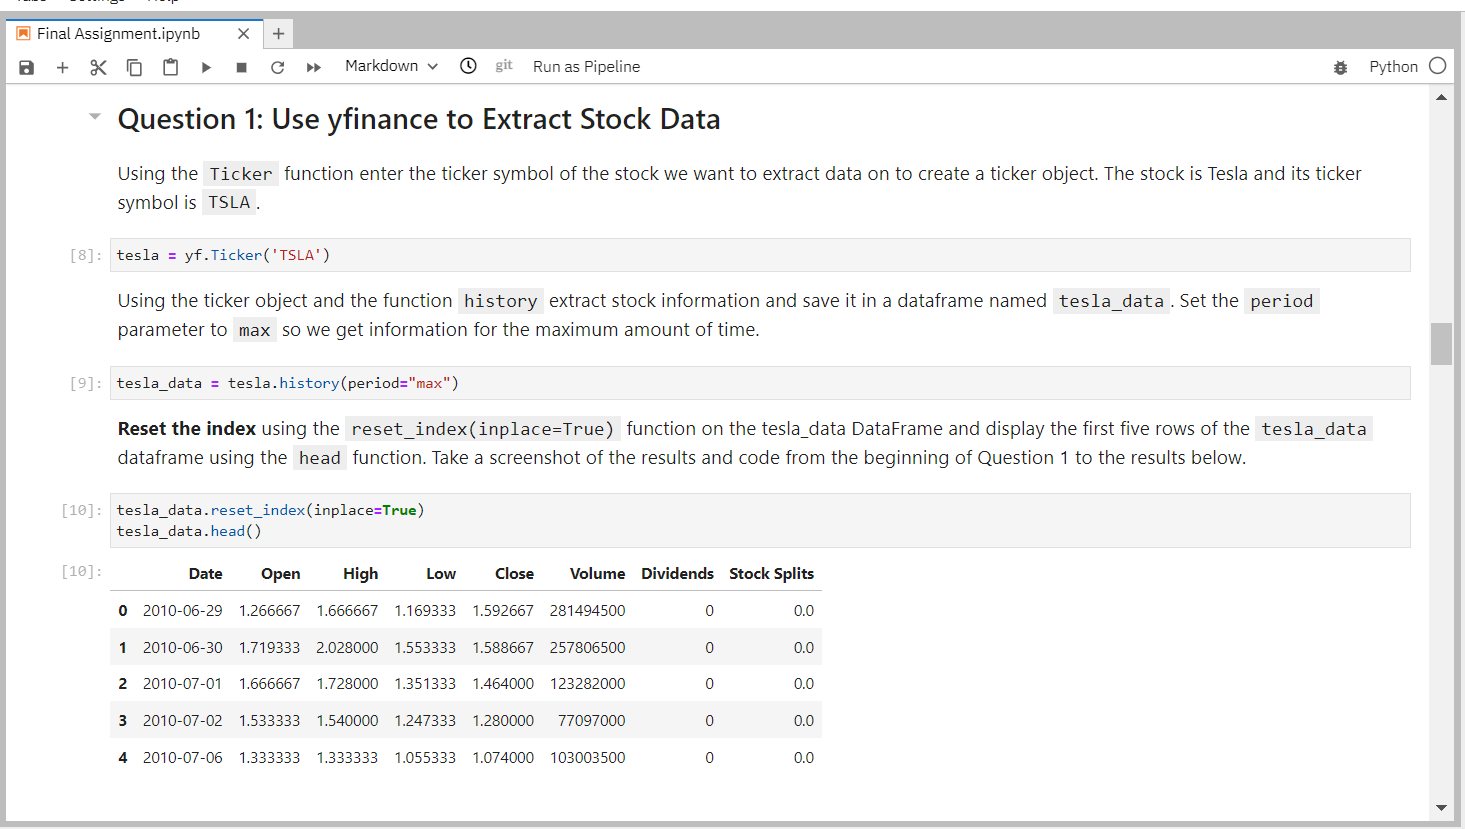 Final Assignment.ipynb
Markdown git Run as Pipeline Python
Question 1: Use yfinance to Extract Stock Data
Using the Ticker function enter the ticker symbol of the stock we want to extract data on to create a ticker object. The stock is Tesla and its ticker
symbol is TSLA .
[8]: tesla = yf.Ticker('TSLA')
Using the ticker object and the function history extract stock information and save it in a dataframe named tesla_data . Set the period
parameter to max so we get information for the maximum amount of time.
[9]: tesla_data = tesla.history(period="max")
Reset the index using the reset_index(inplace=True) function on the tesla_data DataFrame and display the first five rows of the tesla_data
dataframe using the head function. Take a screenshot of the results and code from the beginning of Question 1 to the results below.
[10]: tesla_data.reset_index(inplace=True)
tesla_data.head()
[10]: Date Open High Low Close Volume Dividends Stock Splits
0 2010-06-29 1.266667 1.666667 1.169333 1.592667 281494500 0 0.0
1 2010-06-30 1.719333 2.028000 1.553333 1.588667 257806500 0 0.0
2 2010-07-01 1.666667 1.728000 1.351333 1.464000 123282000 0 0.0
3 2010-07-02 1.533333 1.540000 1.247333 1.280000 77097000 0 0.0
4 2010-07-06 1.333333 1.333333 1.055333 1.074000 103003500 0 0.0